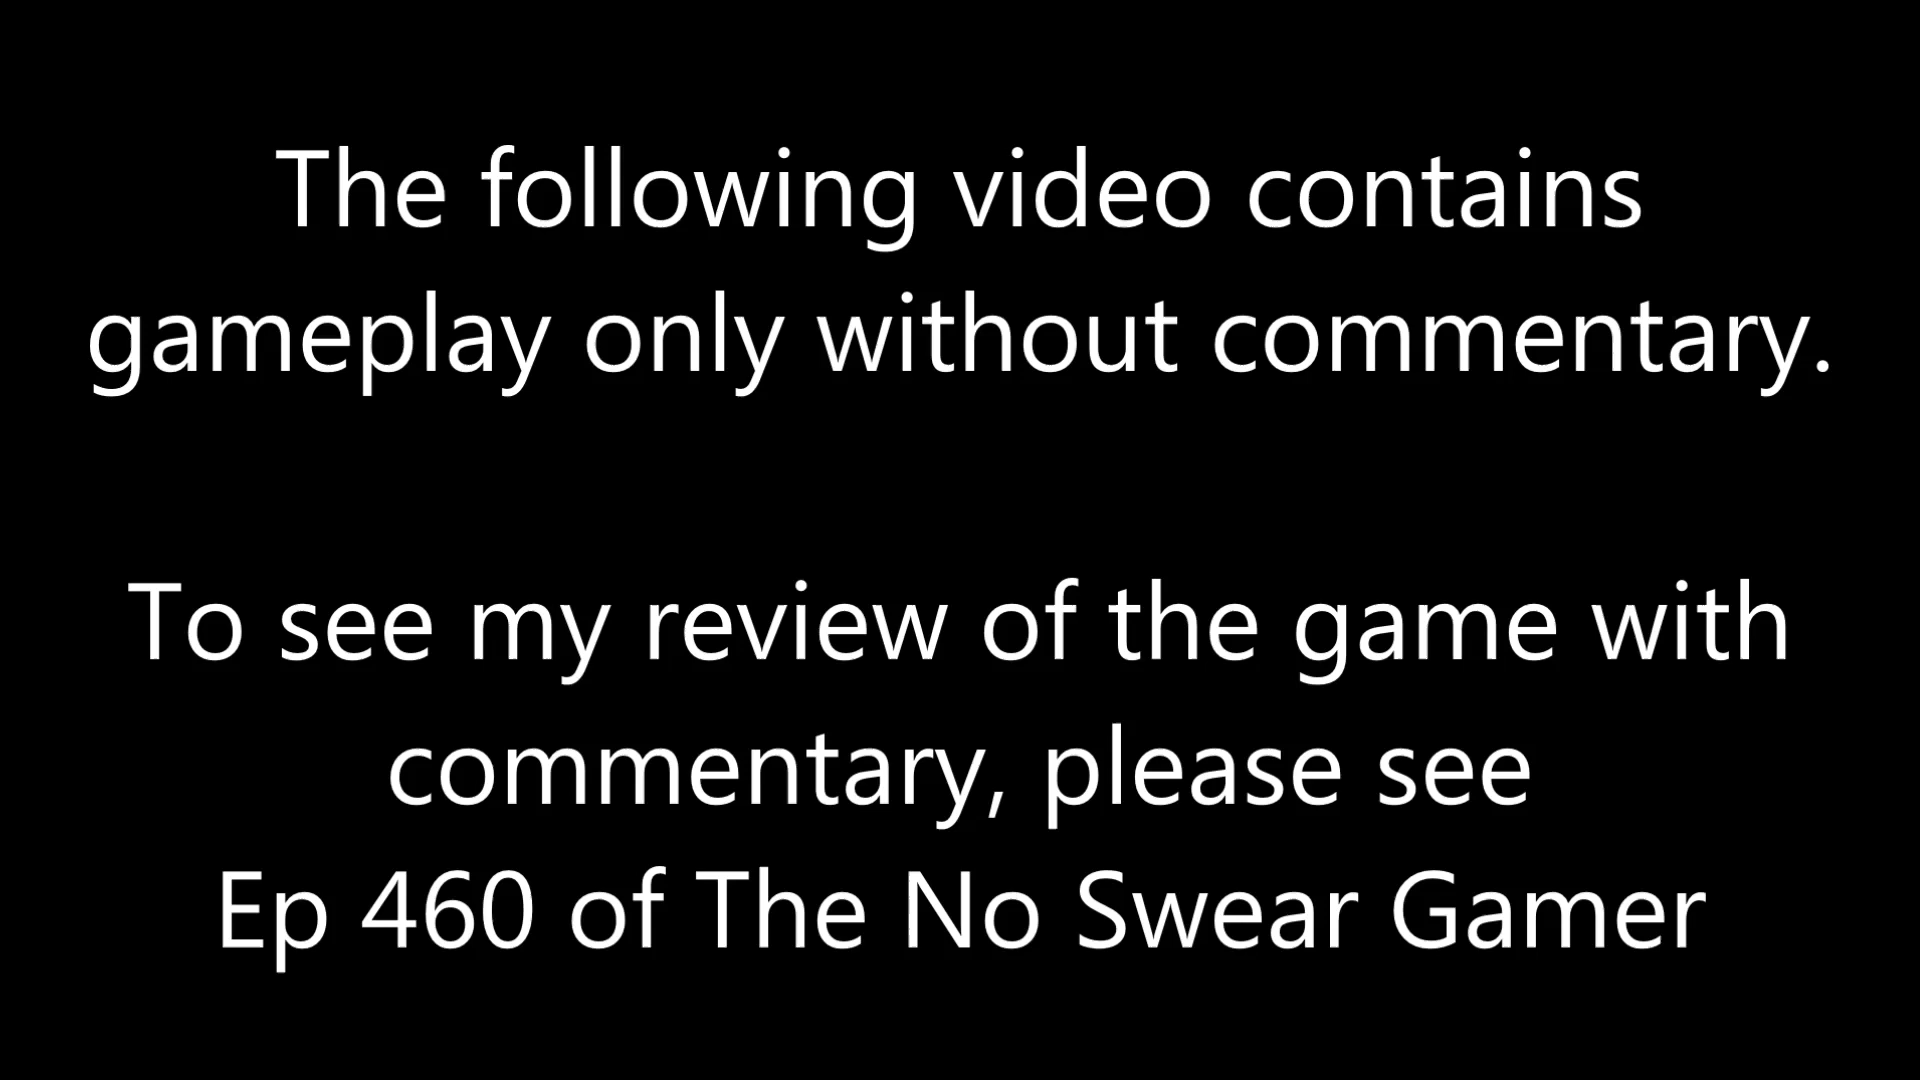 The following video contains
gameplay only without commentary.
To see my review of the game with
commentary, please see
Ep 460 of The No Swear Gamer